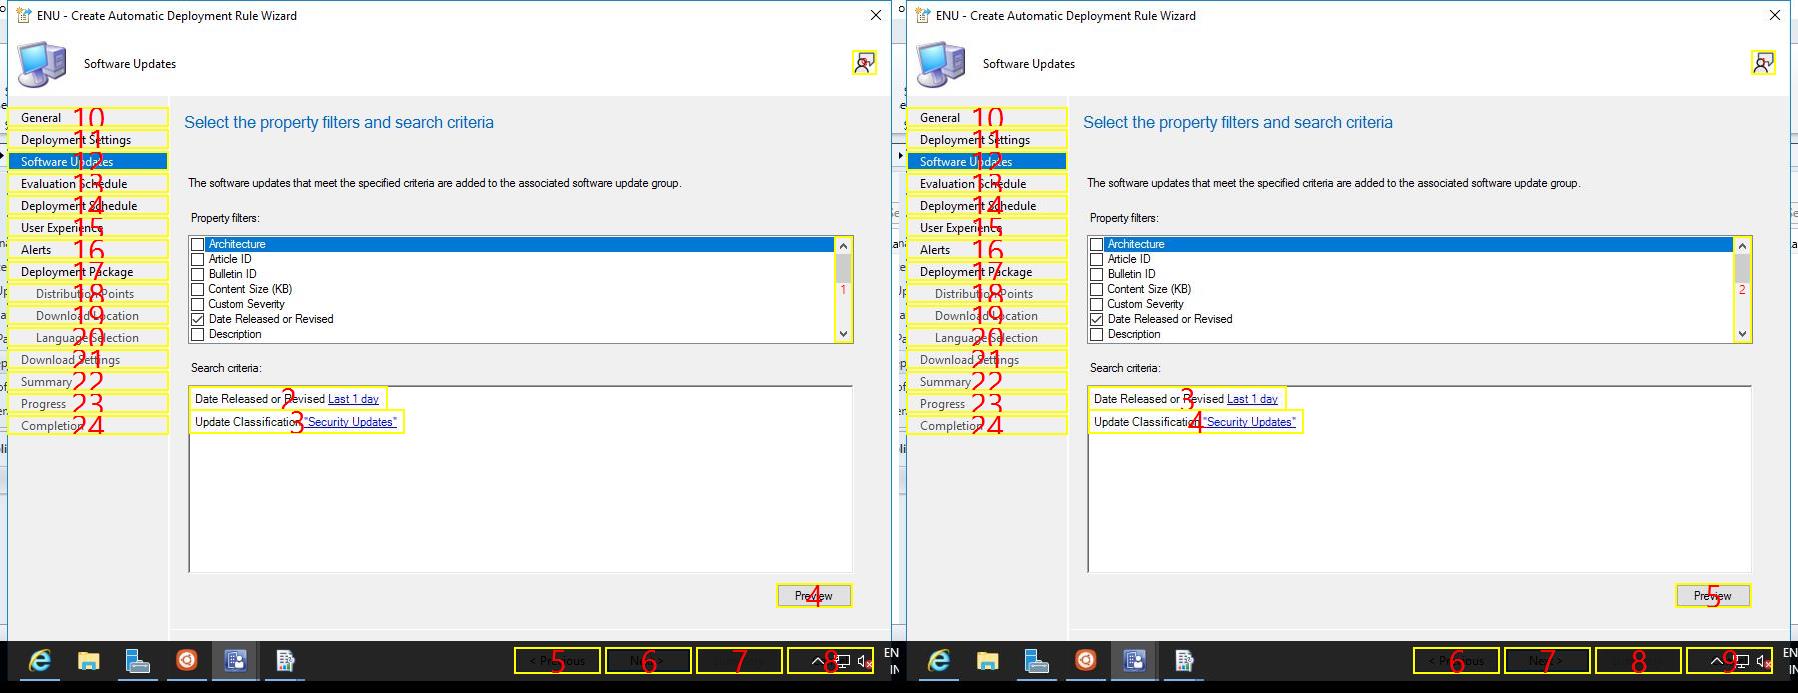 ENU - Create Automatic Deployment Rule Wizard
Software Updates
General 10
Deployment Settings 11
Software Updates 12
Evaluation Schedule 13
Deployment Schedule 14
User Experience 15
Alerts 16
Deployment Package 17
Distribution Points 18
Download Location 19
Language Selection 20
Download Settings 21
Summary 22
Progress 23
Completion 24
Select the property filters and search criteria
The software updates that meet the specified criteria are added to the associated software update group.
Property filters:
Architecture
Article ID
Bulletin ID
Content Size (KB)
Custom Severity
Date Released or Revised
Description
1
Search criteria:
Date Released or Revised Last 1 day
2
Update Classification "Security Updates"
3
Preview
4
< Previous 5
Next > 6
7
8
EN
ENU - Create Automatic Deployment Rule Wizard
Software Updates
General 10
Deployment Settings 11
Software Updates 12
Evaluation Schedule 13
Deployment Schedule 14
User Experience 15
Alerts 16
Deployment Package 17
Distribution Points 18
Download Location 19
Language Selection 20
Download Settings 21
Summary 22
Progress 23
Completion 24
Select the property filters and search criteria
The software updates that meet the specified criteria are added to the associated software update group.
Property filters:
Architecture
Article ID
Bulletin ID
Content Size (KB)
Custom Severity
Date Released or Revised
Description
2
Search criteria:
Date Released or Revised Last 1 day
3
Update Classification "Security Updates"
4
Preview
5
< Previous 6
Next > 7
8
9
EN
IN